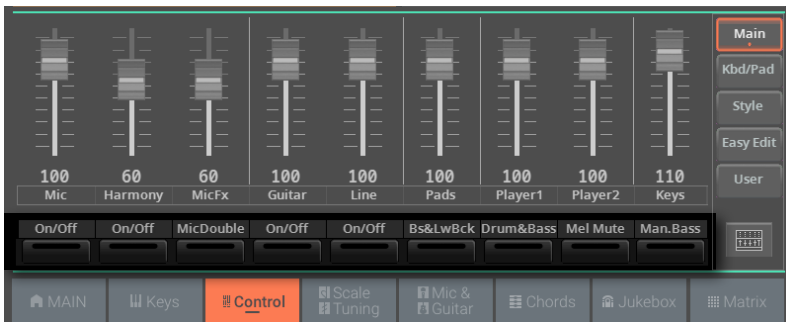 Main
Kbd/Pad
Style
Easy Edit
User
100 60 60 100 100 100 100 100 110
Mic Harmony MicFx Guitar Line Pads Player1 Player2 Keys
On/Off On/Off MicDouble On/Off On/Off Bs&LwBck Drum&Bass Mel Mute Man.Bass
MAIN Keys Control Scale Tuning Mic & Guitar Chords Jukebox Matrix